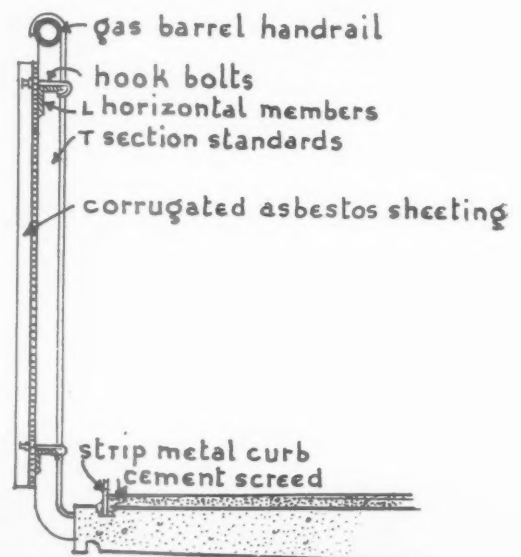 gas barrel handrail
hook bolts
L horizontal members
T section standards
corrugated asbestos sheeting
strip metal curb
cement screed